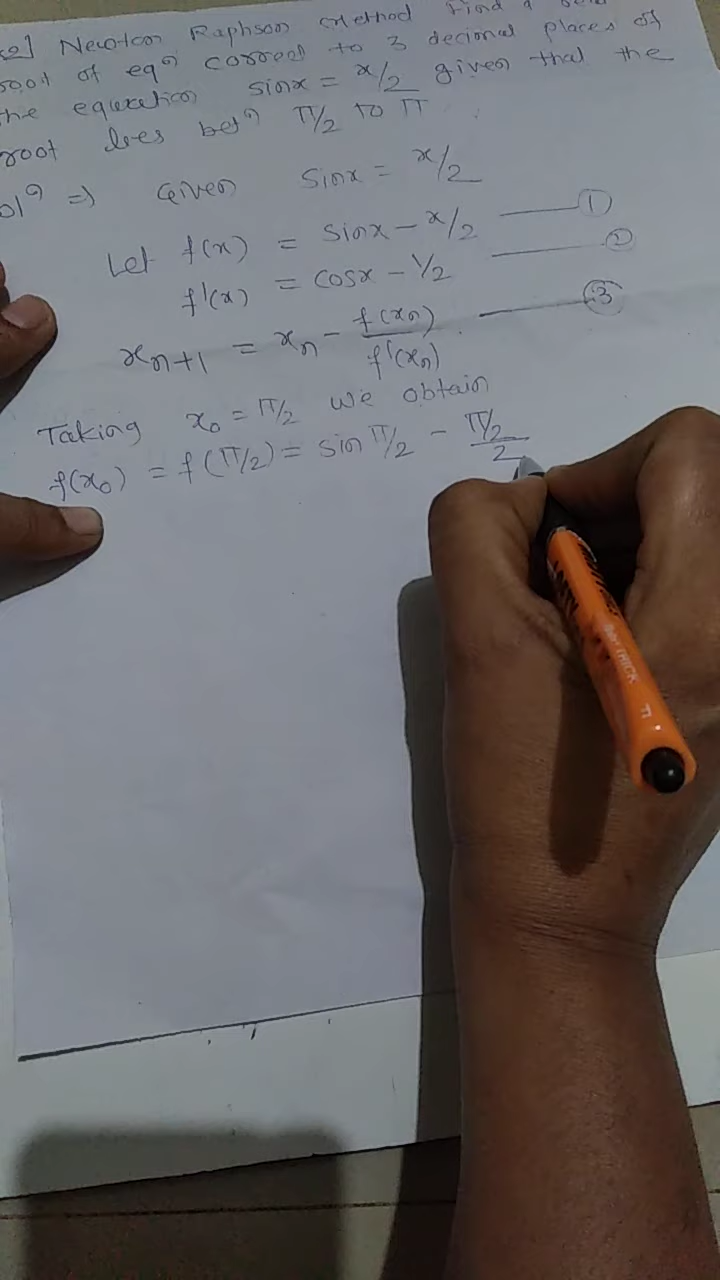 Newton Raphson method Find a
root of eqn correct to 3 decimal places of
the equation sinx = x/2 given that the
root lies betn π/2 to π
oln => Given sinx = x/2
Let f(x) = sinx - x/2 ①
f'(x) = cosx - 1/2 ②
xn+1 = xn - f(xn)/f'(xn) ③
Taking x0 = π/2 we obtain
f(x0) = f(π/2) = sin π/2 - π/2/2